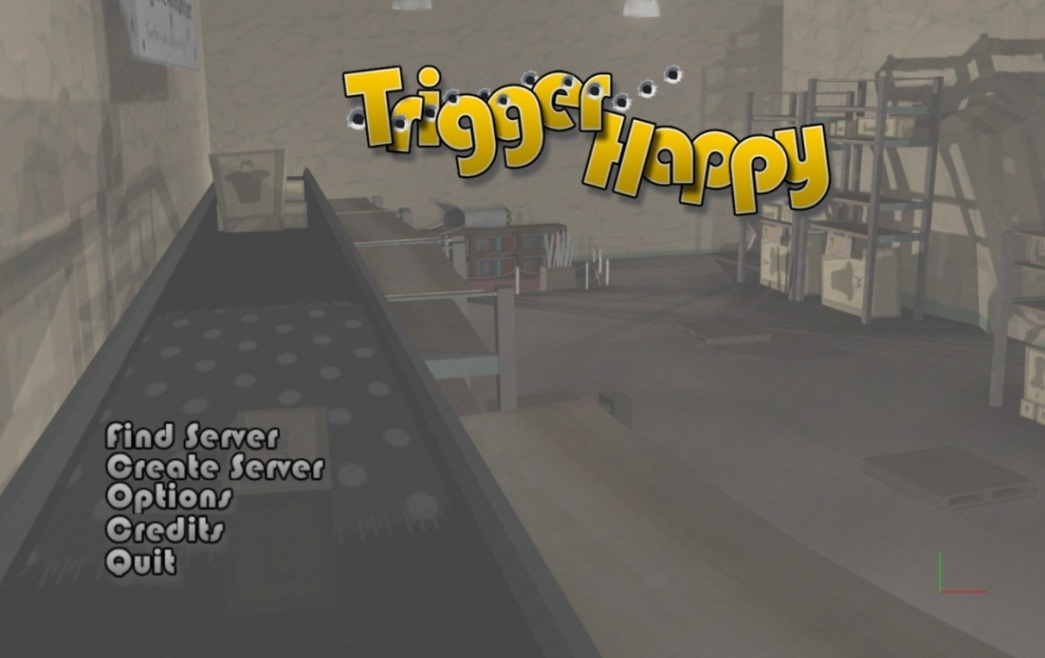 Trigger
Happy
Find Server
Create Server
Options
Credits
Quit